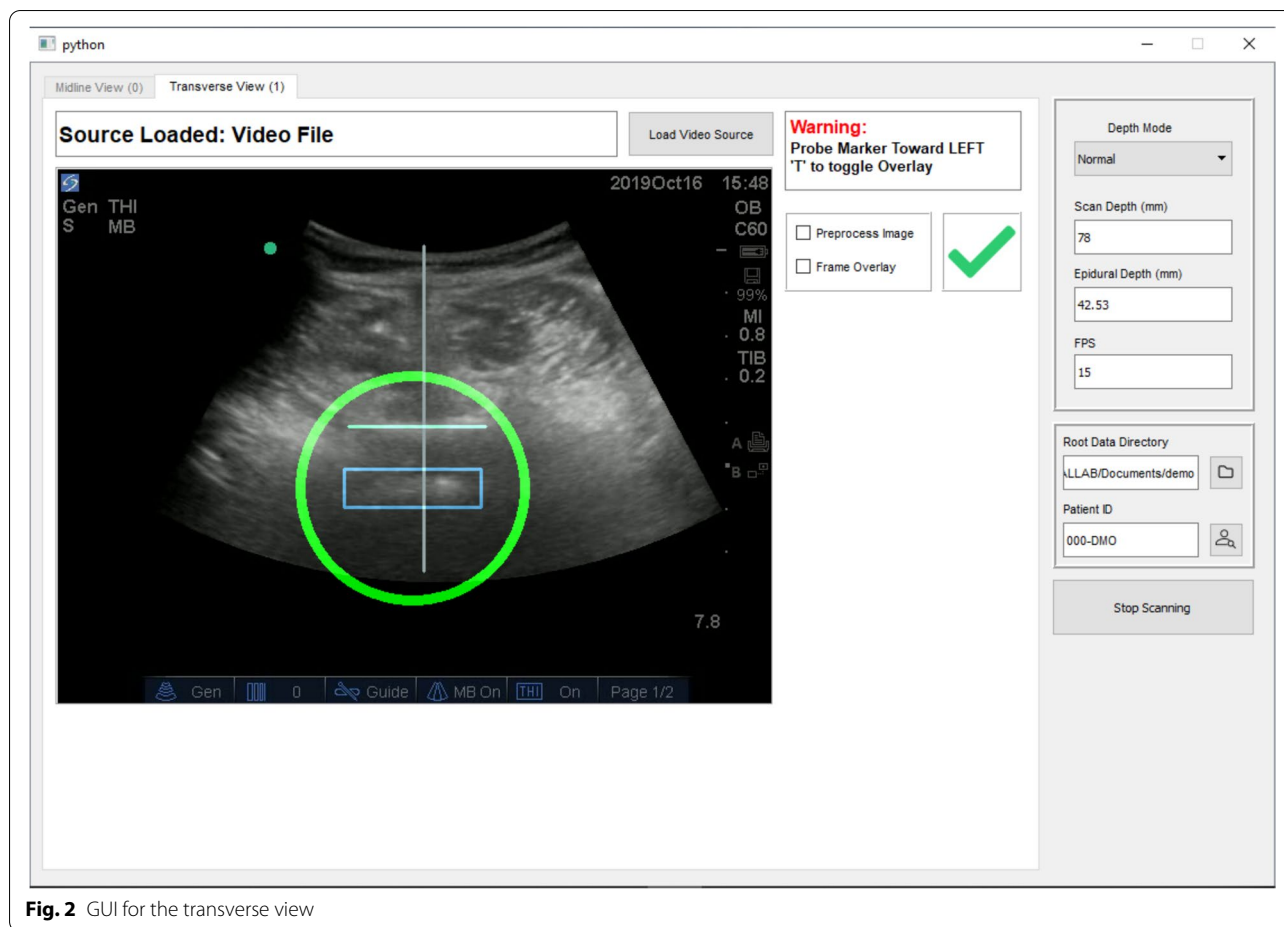 python
Midline View (0) Transverse View (1)
Source Loaded: Video File
Load Video Source
Warning:
Probe Marker Toward LEFT
'T' to toggle Overlay
2019Oct16 15:48
Gen THI
S MB
OB
C60
99%
MI
0.8
TIB
0.2
A
B
7.8
Gen 0 Guide MB On THI On Page 1/2
Preprocess Image
Frame Overlay
Depth Mode
Normal
Scan Depth (mm)
78
Epidural Depth (mm)
42.53
FPS
15
Root Data Directory
LLAB/Documents/demo
Patient ID
000-DMO
Stop Scanning
Fig. 2 GUI for the transverse view